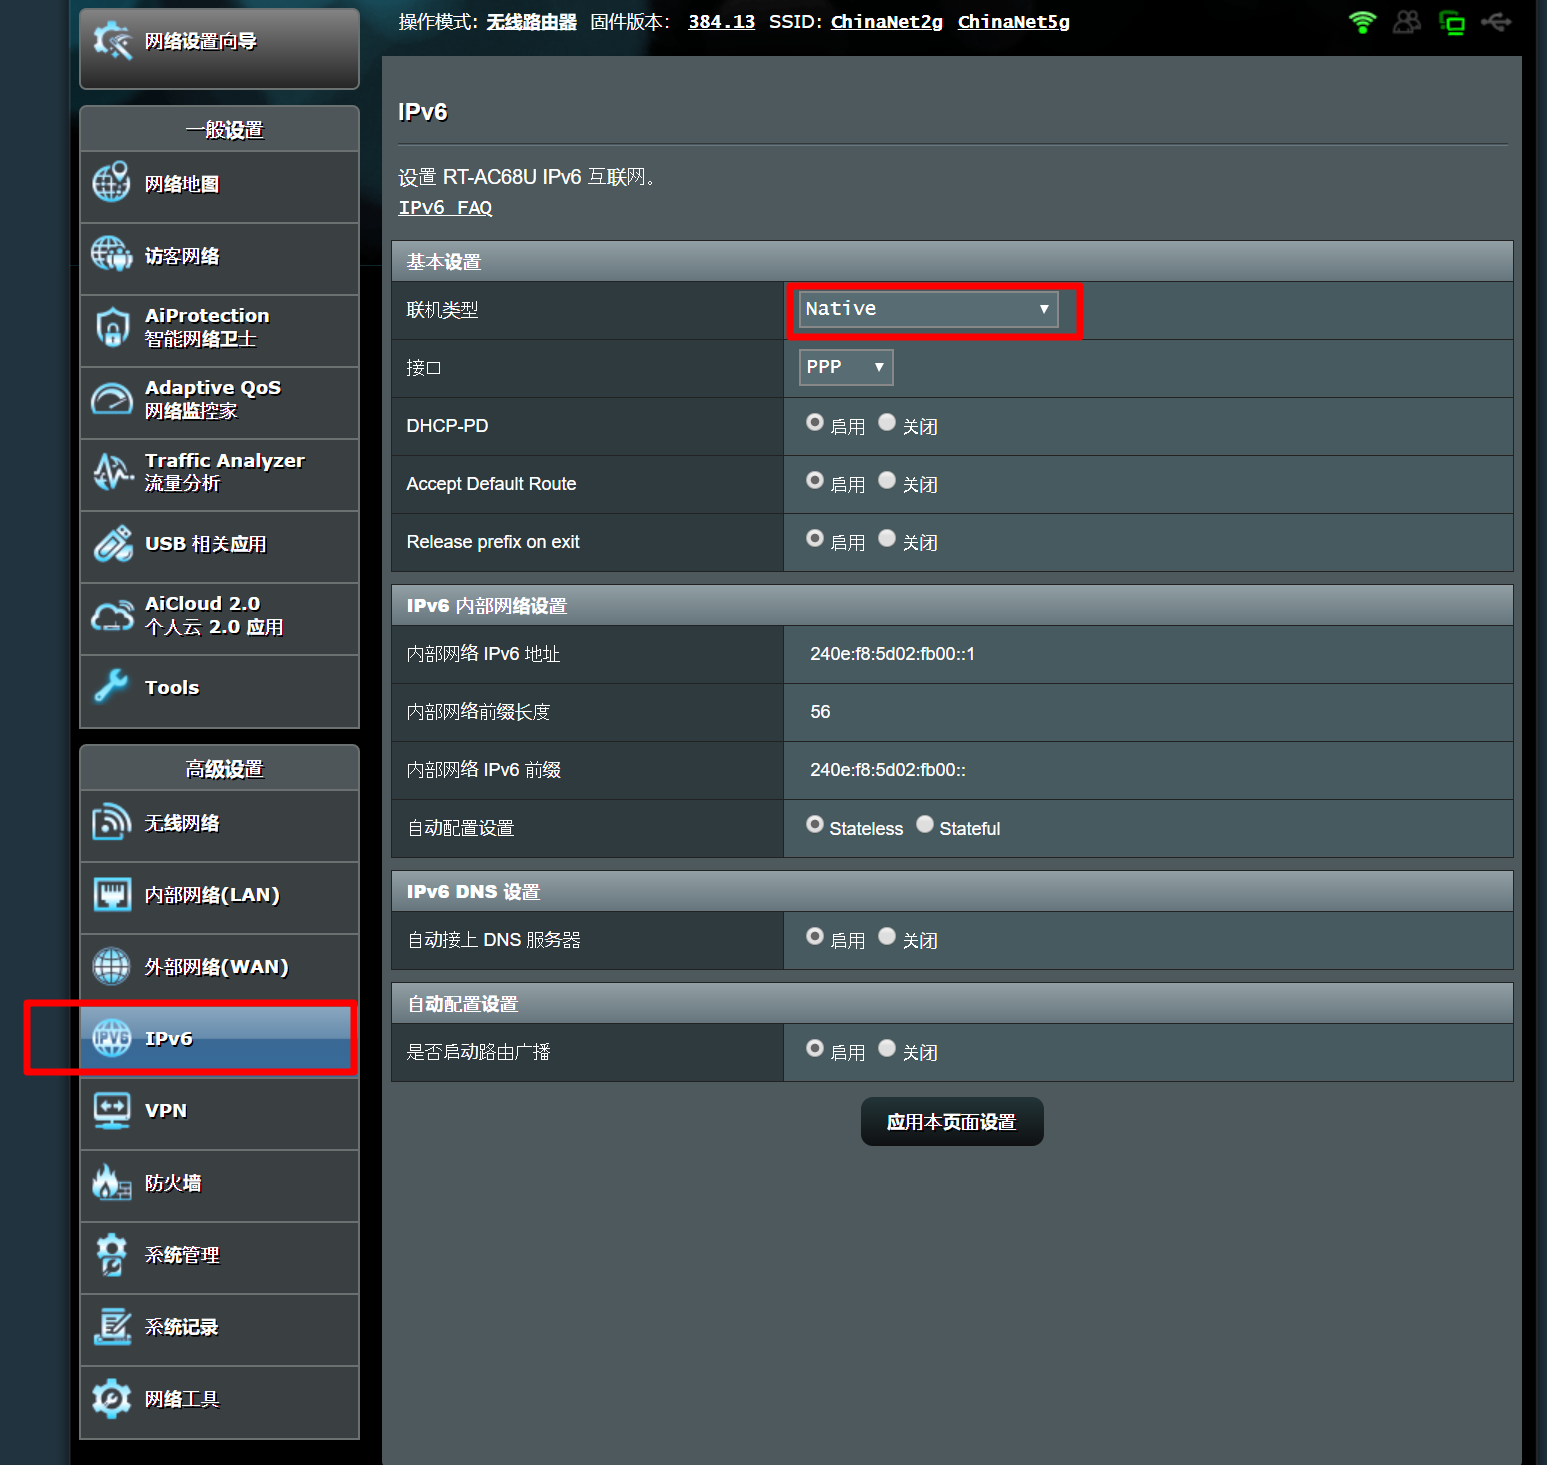 操作模式: 无线路由器 固件版本: 384.13 SSID: ChinaNet2g ChinaNet5g
网络设置向导
一般设置
网络地图
访客网络
AiProtection
智能网络卫士
Adaptive QoS
网络监控家
Traffic Analyzer
流量分析
USB 相关应用
AiCloud 2.0
个人云 2.0 应用
Tools
高级设置
无线网络
内部网络(LAN)
外部网络(WAN)
IPv6
VPN
防火墙
系统管理
系统记录
网络工具
IPv6
设置 RT-AC68U IPv6 互联网。
IPv6 FAQ
基本设置
联机类型 Native
接口 PPP
DHCP-PD 启用 关闭
Accept Default Route 启用 关闭
Release prefix on exit 启用 关闭
IPv6 内部网络设置
内部网络 IPv6 地址 240e:f8:5d02:fb00::1
内部网络前缀长度 56
内部网络 IPv6 前缀 240e:f8:5d02:fb00::
自动配置设置 Stateless Stateful
IPv6 DNS 设置
自动接上 DNS 服务器 启用 关闭
自动配置设置
是否启动路由广播 启用 关闭
应用本页面设置